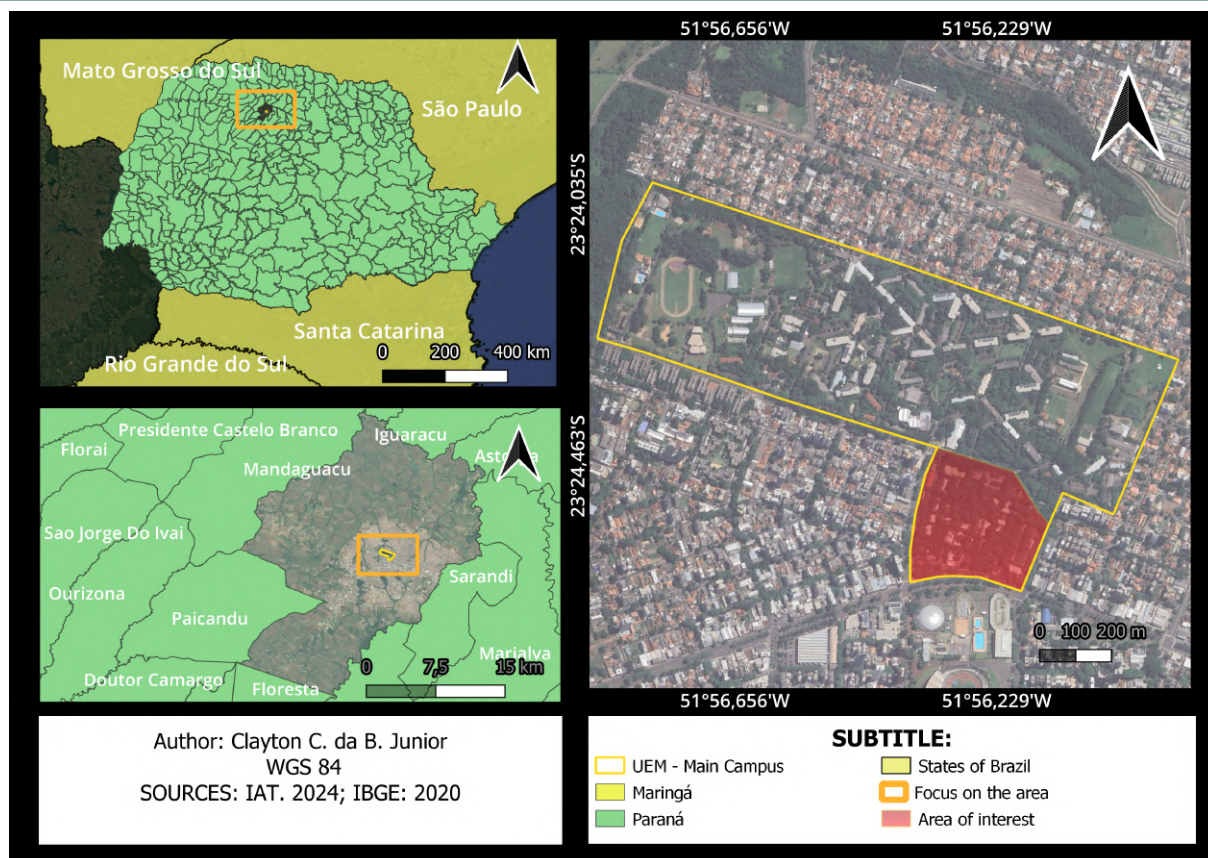 Mato Grosso do Sul
São Paulo
Santa Catarina
Rio Grande do Sul
0 200 400 km
Presidente Castelo Branco
Iguaracu
Florai
Mandaguacu
Sao Jorge Do Ivai
Sarandi
Ourizona
Paicandu
Marialva
Doutor Camargo
Floresta
0 7,5 15 km
51°56,656'W 51°56,229'W
23°24,035'S
23°24,463'S
0 100 200 m
51°56,656'W 51°56,229'W
Author: Clayton C. da B. Junior
WGS 84
SOURCES: IAT. 2024; IBGE: 2020
SUBTITLE:
UEM - Main Campus
Maringá
Paraná
States of Brazil
Focus on the area
Area of interest